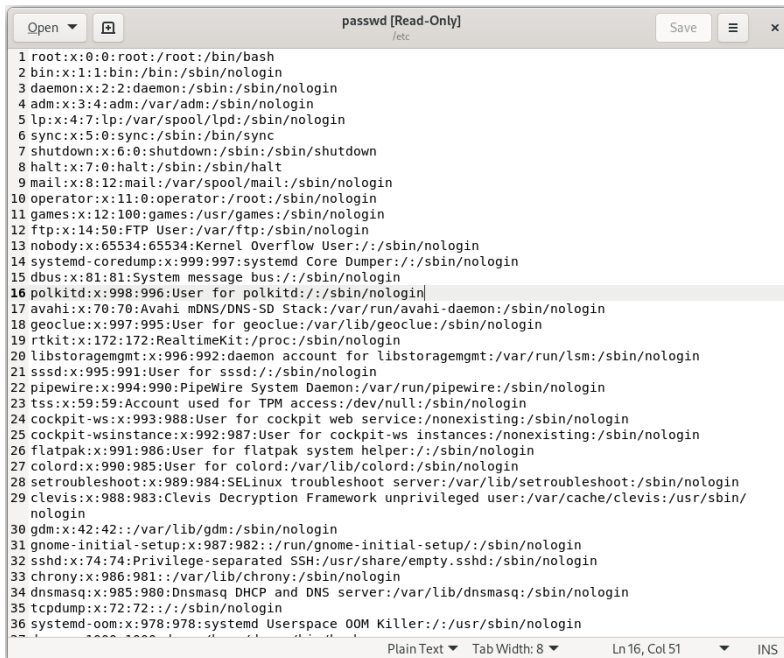 Open
passwd [Read-Only]
/etc
Save
1 root:x:0:0:root:/root:/bin/bash
2 bin:x:1:1:bin:/bin:/sbin/nologin
3 daemon:x:2:2:daemon:/sbin:/sbin/nologin
4 adm:x:3:4:adm:/var/adm:/sbin/nologin
5 lp:x:4:7:lp:/var/spool/lpd:/sbin/nologin
6 sync:x:5:0:sync:/sbin:/bin/sync
7 shutdown:x:6:0:shutdown:/sbin:/sbin/shutdown
8 halt:x:7:0:halt:/sbin:/sbin/halt
9 mail:x:8:12:mail:/var/spool/mail:/sbin/nologin
10 operator:x:11:0:operator:/root:/sbin/nologin
11 games:x:12:100:games:/usr/games:/sbin/nologin
12 ftp:x:14:50:FTP User:/var/ftp:/sbin/nologin
13 nobody:x:65534:65534:Kernel Overflow User:/:/sbin/nologin
14 systemd-coredump:x:999:997:systemd Core Dumper:/:/sbin/nologin
15 dbus:x:81:81:System message bus:/:/sbin/nologin
16 polkitd:x:998:996:User for polkitd:/:/sbin/nologin
17 avahi:x:70:70:Avahi mDNS/DNS-SD Stack:/var/run/avahi-daemon:/sbin/nologin
18 geoclue:x:997:995:User for geoclue:/var/lib/geoclue:/sbin/nologin
19 rtkit:x:172:172:RealtimeKit:/proc:/sbin/nologin
20 libstoragemgmt:x:996:992:daemon account for libstoragemgmt:/var/run/lsm:/sbin/nologin
21 sssd:x:995:991:User for sssd:/:/sbin/nologin
22 pipewire:x:994:990:PipeWire System Daemon:/var/run/pipewire:/sbin/nologin
23 tss:x:59:59:Account used for TPM access:/dev/null:/sbin/nologin
24 cockpit-ws:x:993:988:User for cockpit web service:/nonexisting:/sbin/nologin
25 cockpit-wsinstance:x:992:987:User for cockpit-ws instances:/nonexisting:/sbin/nologin
26 flatpak:x:991:986:User for flatpak system helper:/:/sbin/nologin
27 colord:x:990:985:User for colord:/var/lib/colord:/sbin/nologin
28 setroubleshoot:x:989:984:SELinux troubleshoot server:/var/lib/setroubleshoot:/sbin/nologin
29 clevis:x:988:983:Clevis Decryption Framework unprivileged user:/var/cache/clevis:/usr/sbin/
nologin
30 gdm:x:42:42::/var/lib/gdm:/sbin/nologin
31 gnome-initial-setup:x:987:982::/run/gnome-initial-setup/:/sbin/nologin
32 sshd:x:74:74:Privilege-separated SSH:/usr/share/empty.sshd:/sbin/nologin
33 chrony:x:986:981::/var/lib/chrony:/sbin/nologin
34 dnsmasq:x:985:980:Dnsmasq DHCP and DNS server:/var/lib/dnsmasq:/sbin/nologin
35 tcpdump:x:72:72::/:/sbin/nologin
36 systemd-oom:x:978:978:systemd Userspace OOM Killer:/:/usr/sbin/nologin
Plain Text Tab Width: 8 Ln 16, Col 51 INS